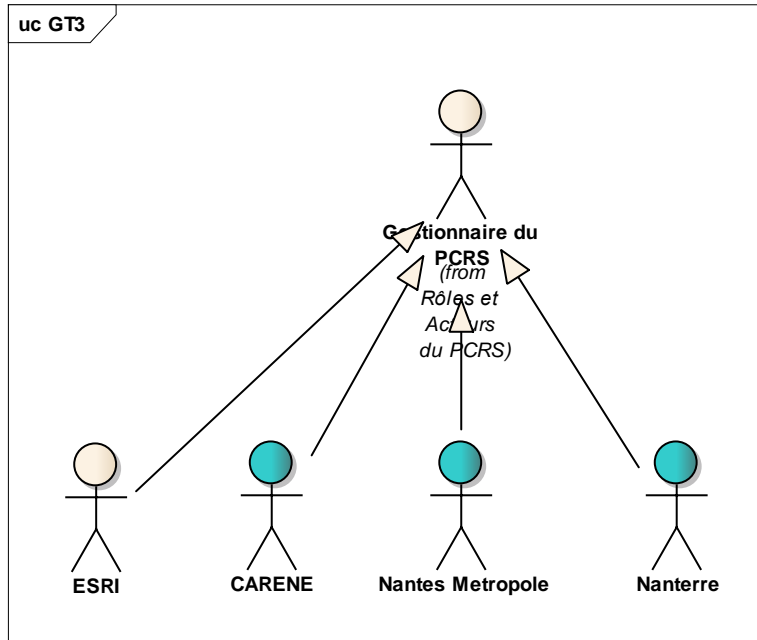 uc GT3
Gestionnaire du
PCRS
(from
Rôles et
Acteurs
du PCRS)
ESRI
CARENE
Nantes Metropole
Nanterre